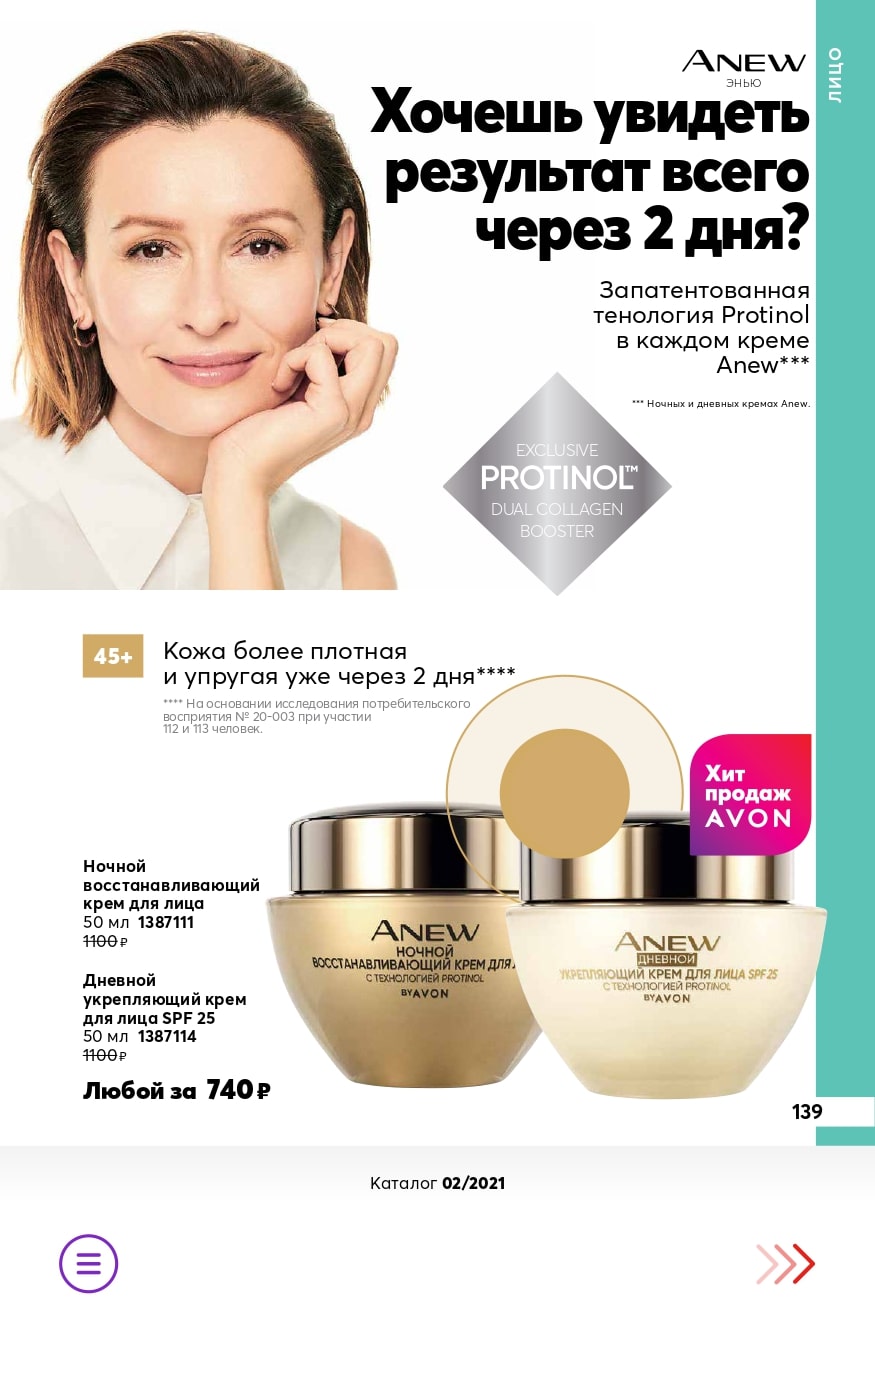 ANEW
ЭНЬЮ
ЛИЦО
Хочешь увидеть
результат всего
через 2 дня?
Запатентованная
тенология Protinol
в каждом креме
Anew***
*** Ночных и дневных кремах Anew.
EXCLUSIVE
PROTINOL™
DUAL COLLAGEN
BOOSTER
45+
Кожа более плотная
и упругая уже через 2 дня****
**** На основании исследования потребительского
восприятия № 20-003 при участии
112 и 113 человек.
Хит
продаж
AVON
Ночной
восстанавливающий
крем для лица
50 мл 1387111
1100 ₽
Дневной
укрепляющий крем
для лица SPF 25
50 мл 1387114
1100 ₽
Любой за 740 ₽
ANEW
НОЧНОЙ
ВОССТАНАВЛИВАЮЩИЙ КРЕМ ДЛЯ
С ТЕХНОЛОГИЕЙ PROTINOL
BY AVON
ANEW
ДНЕВНОЙ
УКРЕПЛЯЮЩИЙ КРЕМ ДЛЯ ЛИЦА SPF 25
С ТЕХНОЛОГИЕЙ PROTINOL
BY AVON
139
Каталог 02/2021